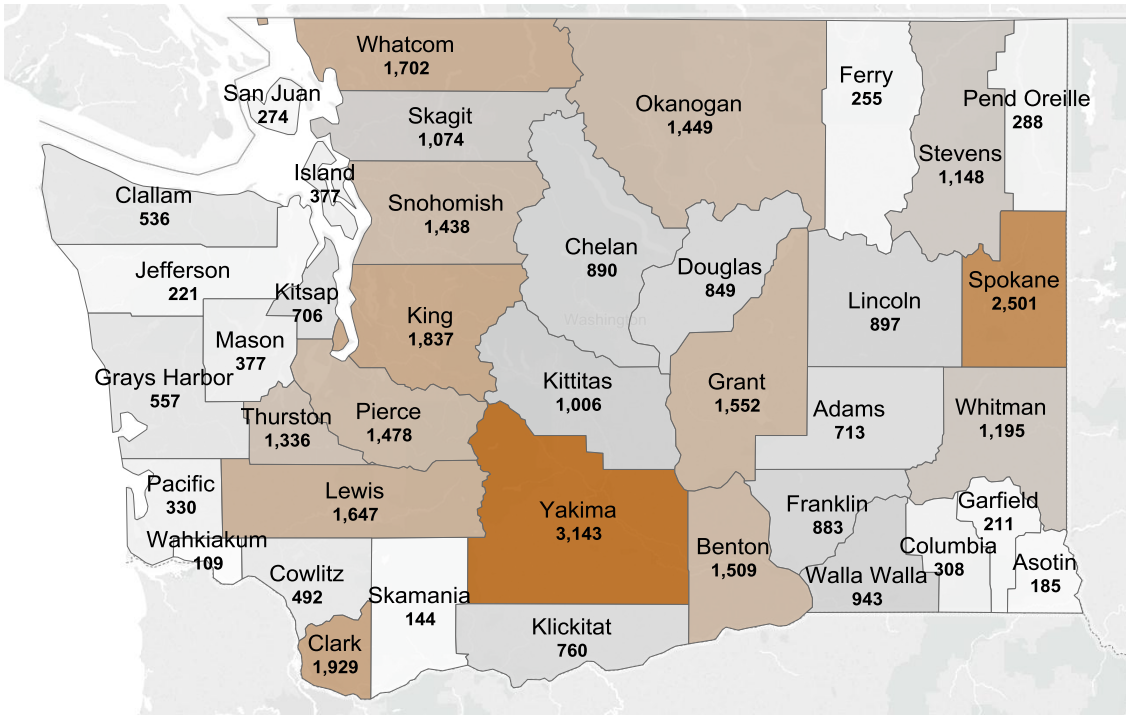 Whatcom
1,702
Okanogan
1,449
Ferry
255
Pend Oreille
288
San Juan
274
Skagit
1,074
Stevens
1,148
Island
377
Clallam
536
Snohomish
1,438
Chelan
890
Douglas
849
Jefferson
221
Kitsap
706
King
1,837
Washington
Lincoln
897
Spokane
2,501
Mason
377
Grays Harbor
557
Kittitas
1,006
Grant
1,552
Thurston
1,336
Pierce
1,478
Adams
713
Whitman
1,195
Pacific
330
Lewis
1,647
Yakima
3,143
Franklin
883
Garfield
211
Wahkiakum
109
Benton
1,509
Columbia
308
Asotin
185
Cowlitz
492
Skamania
144
Walla Walla
943
Clark
1,929
Klickitat
760